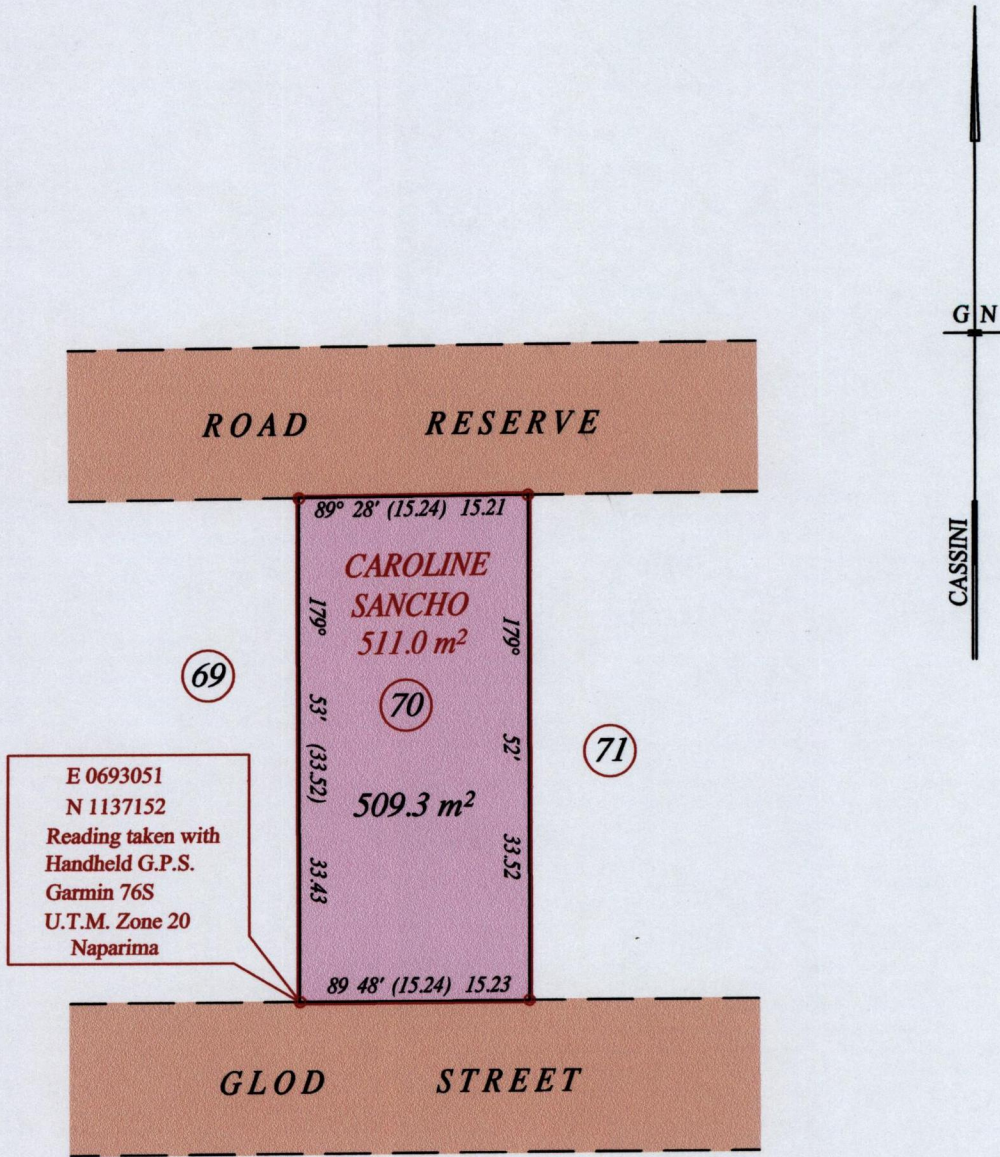 G N
ROAD RESERVE
89° 28' (15.24) 15.21
CAROLINE
SANCHO
511.0 m²
179° 53' (33.52) 33.43
179° 52' 33.52
CASSINI
69
70
71
509.3 m²
E 0693051
N 1137152
Reading taken with
Handheld G.P.S.
Garmin 76S
U.T.M. Zone 20
Naparima
89 48' (15.24) 15.23
GLOD STREET